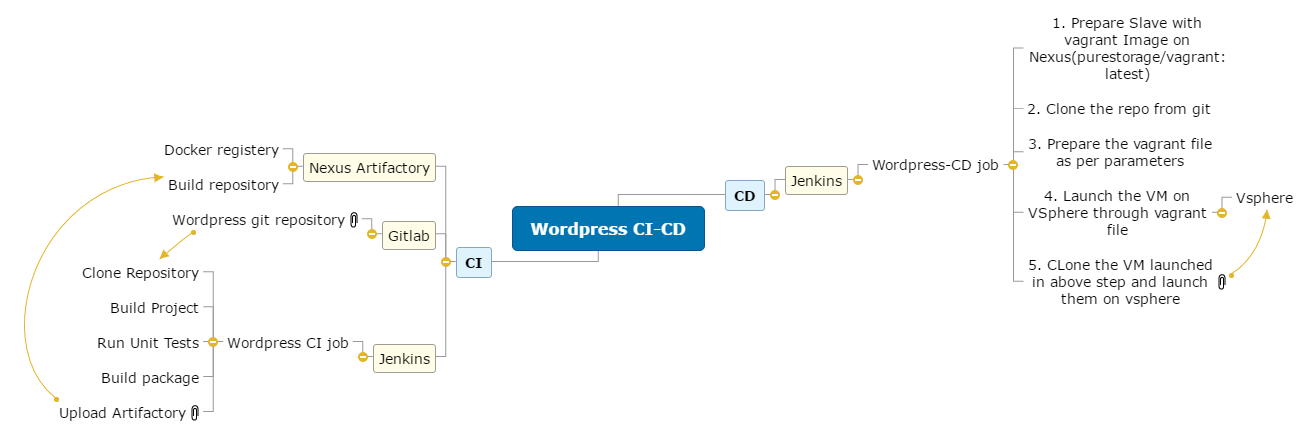 Wordpress CI-CD
CD
Jenkins
Wordpress-CD job
1. Prepare Slave with
vagrant Image on
Nexus(purestorage/vagrant:
latest)
2. Clone the repo from git
3. Prepare the vagrant file
as per parameters
4. Launch the VM on
VSphere through vagrant
file
Vsphere
5. CLone the VM launched
in above step and launch
them on vsphere
CI
Nexus Artifactory
Docker registery
Build repository
Gitlab
Wordpress git repository
Jenkins
Wordpress CI job
Clone Repository
Build Project
Run Unit Tests
Build package
Upload Artifactory